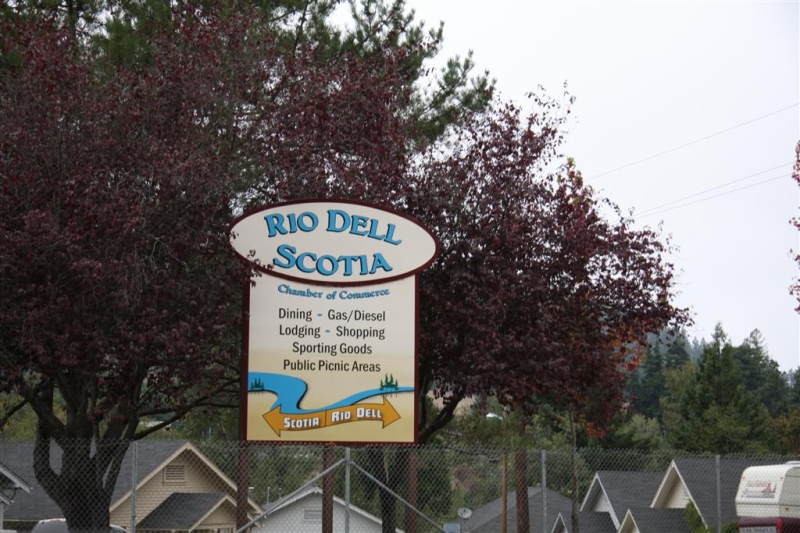 RIO DELL
SCOTIA
Chamber of Commerce
Dining - Gas/Diesel
Lodging - Shopping
Sporting Goods
Public Picnic Areas
SCOTIA RIO DELL